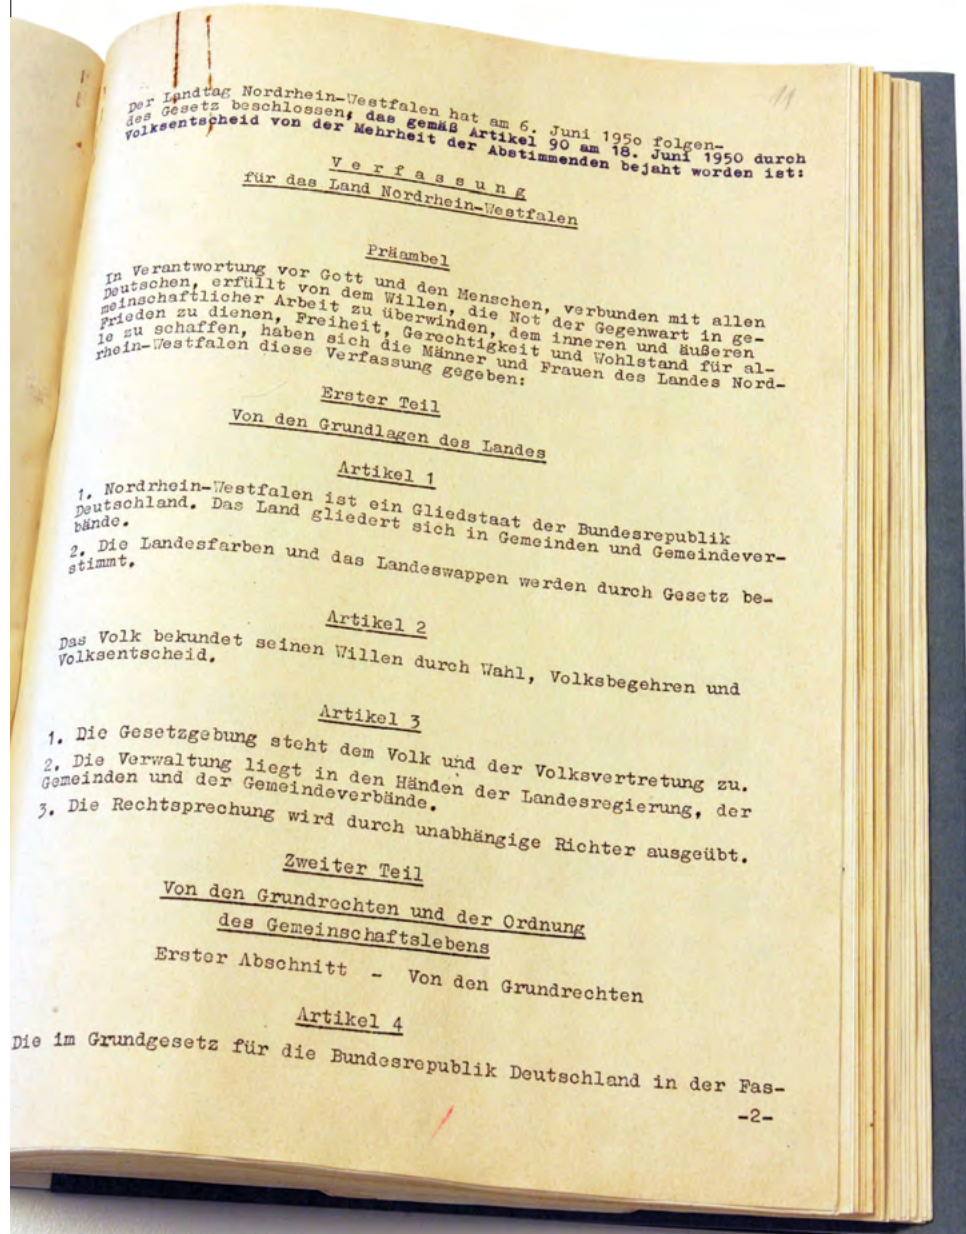 11
Der Landtag Nordrhein-Westfalen hat am 6. Juni 1950 folgen-
des Gesetz beschlossen, das gemäß Artikel 90 am 18. Juni 1950 durch
Volksentscheid von der Mehrheit der Abstimmenden bejaht worden ist:
Verfassung
für das Land Nordrhein-Westfalen
Präambel
In Verantwortung vor Gott und den Menschen, verbunden mit allen
Deutschen, erfüllt von dem Willen, die Not der Gegenwart in ge-
meinschaftlicher Arbeit zu überwinden, dem inneren und äußeren
Frieden zu dienen, Freiheit, Gerechtigkeit und Wohlstand für al-
le zu schaffen, haben sich die Männer und Frauen des Landes Nord-
rhein-Westfalen diese Verfassung gegeben:
Erster Teil
Von den Grundlagen des Landes
Artikel 1
1. Nordrhein-Westfalen ist ein Gliedstaat der Bundesrepublik
Deutschland. Das Land gliedert sich in Gemeinden und Gemeindever-
bände.
2. Die Landesfarben und das Landeswappen werden durch Gesetz be-
stimmt.
Artikel 2
Das Volk bekundet seinen Willen durch Wahl, Volksbegehren und
Volksentscheid.
Artikel 3
1. Die Gesetzgebung steht dem Volk und der Volksvertretung zu.
2. Die Verwaltung liegt in den Händen der Landesregierung, der
Gemeinden und der Gemeindeverbände.
3. Die Rechtsprechung wird durch unabhängige Richter ausgeübt.
Zweiter Teil
Von den Grundrechten und der Ordnung
des Gemeinschaftslebens
Erster Abschnitt - Von den Grundrechten
Artikel 4
Die im Grundgesetz für die Bundesrepublik Deutschland in der Fas-
-2-